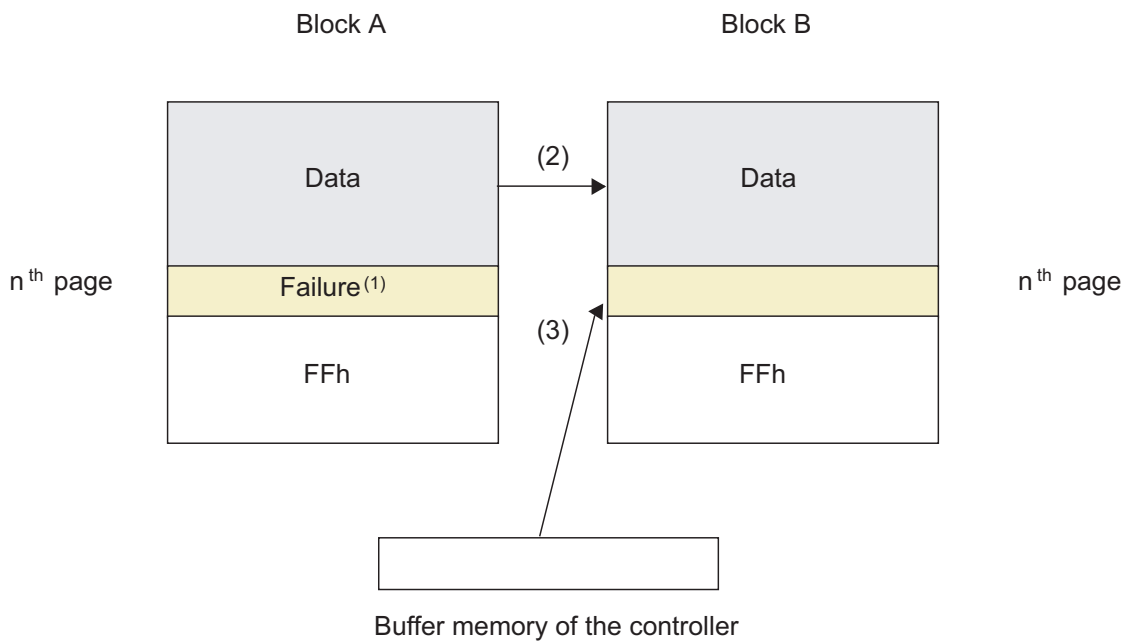 Block A
Block B
Data
(2)
Data
n th page
Failure (1)
n th page
(3)
FFh
FFh
Buffer memory of the controller